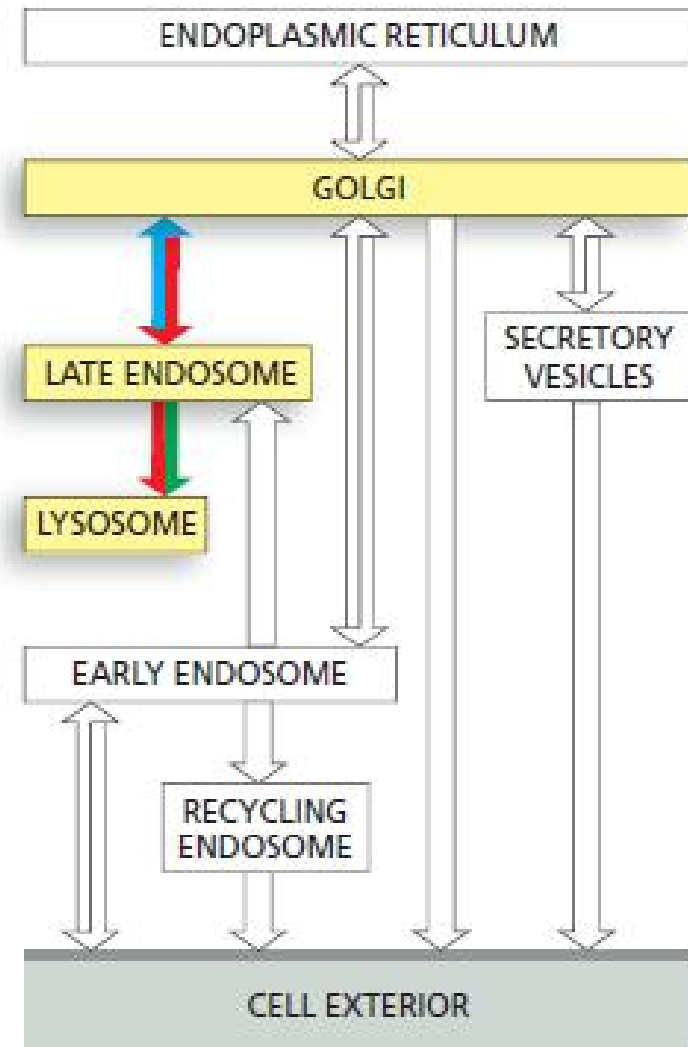 ENDOPLASMIC RETICULUM
GOLGI
LATE ENDOSOME
SECRETORY
VESICLES
LYSOSOME
EARLY ENDOSOME
RECYCLING
ENDOSOME
CELL EXTERIOR